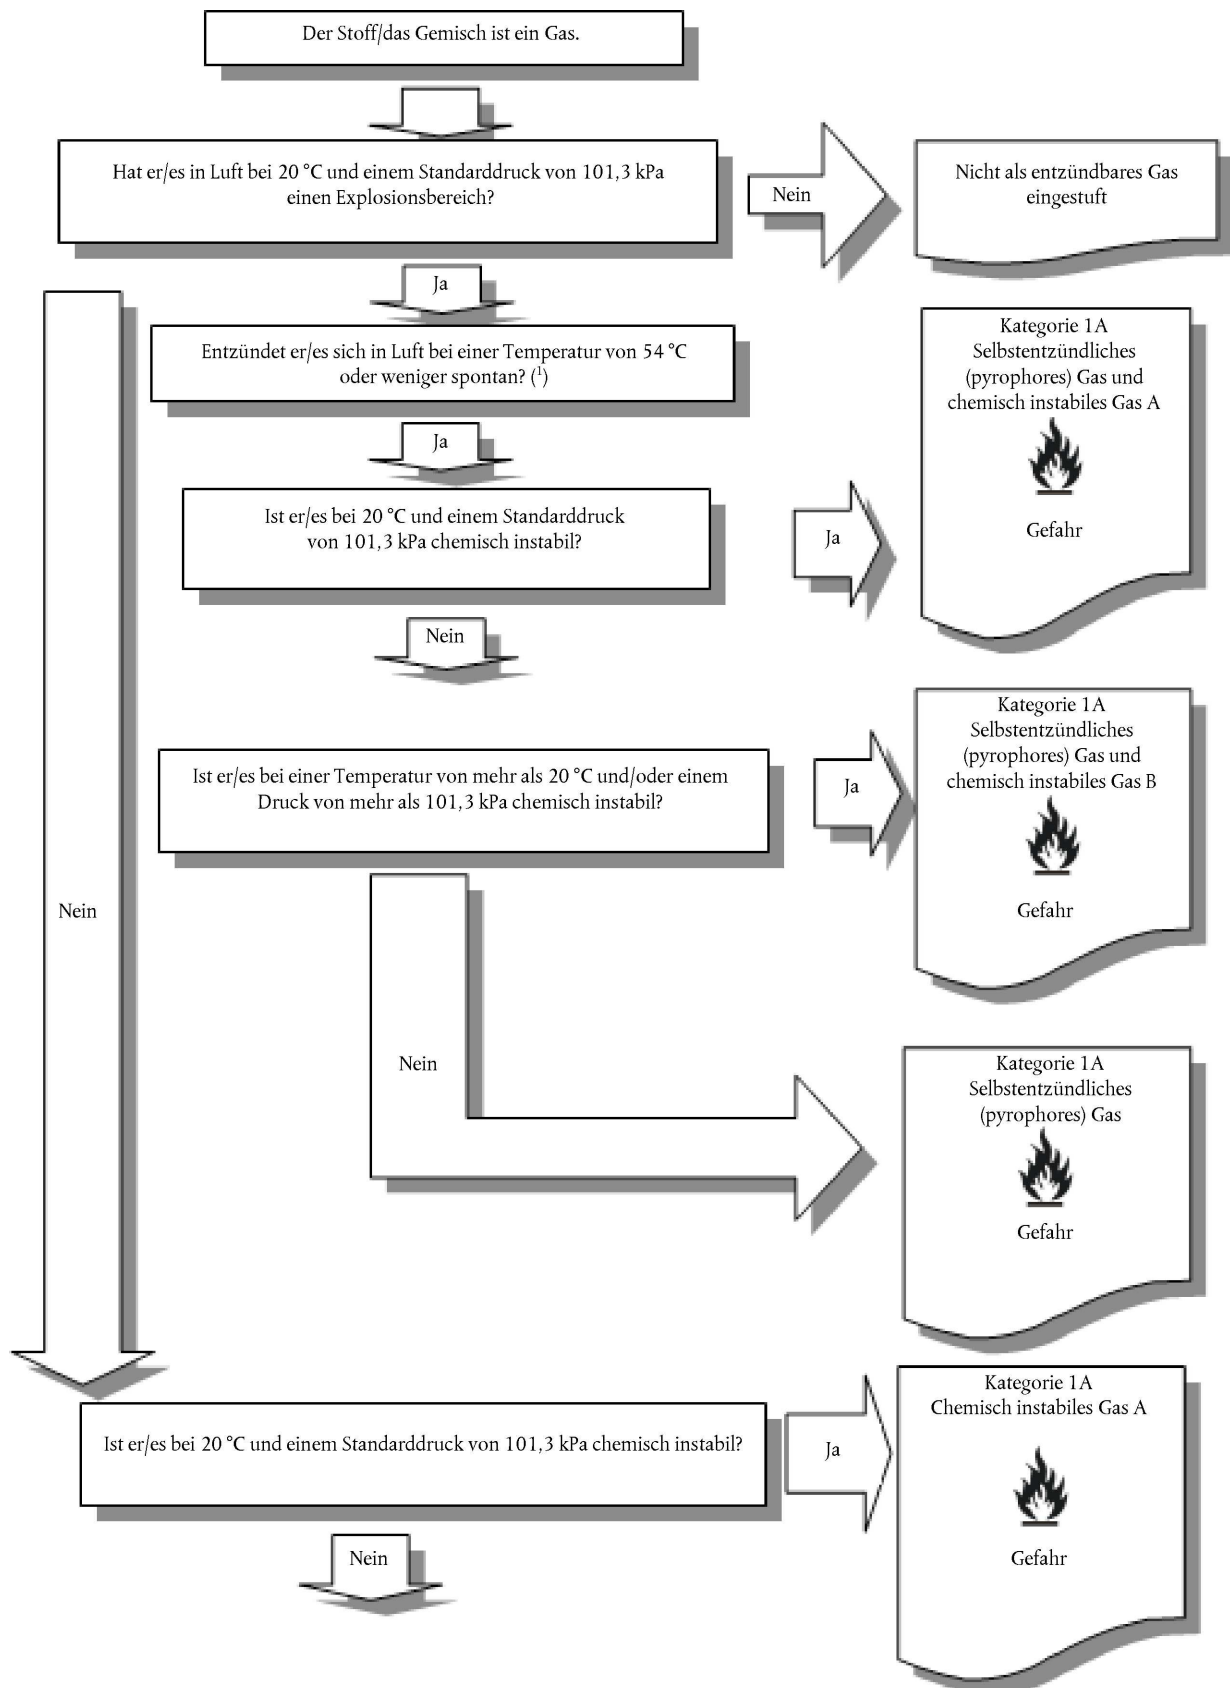 Der Stoff/das Gemisch ist ein Gas.
Hat er/es in Luft bei 20 °C und einem Standarddruck von 101,3 kPa
einen Explosionsbereich?
Nein
Nicht als entzündbares Gas
eingestuft
Ja
Entzündet er/es sich in Luft bei einer Temperatur von 54 °C
oder weniger spontan? (¹)
Kategorie 1A
Selbstentzündliches
(pyrophores) Gas und
chemisch instabiles Gas A
Gefahr
Ja
Ist er/es bei 20 °C und einem Standarddruck
von 101,3 kPa chemisch instabil?
Ja
Nein
Kategorie 1A
Selbstentzündliches
(pyrophores) Gas und
chemisch instabiles Gas B
Gefahr
Ist er/es bei einer Temperatur von mehr als 20 °C und/oder einem
Druck von mehr als 101,3 kPa chemisch instabil?
Ja
Nein
Nein
Kategorie 1A
Selbstentzündliches
(pyrophores) Gas
Gefahr
Ist er/es bei 20 °C und einem Standarddruck von 101,3 kPa chemisch instabil?
Ja
Kategorie 1A
Chemisch instabiles Gas A
Gefahr
Nein